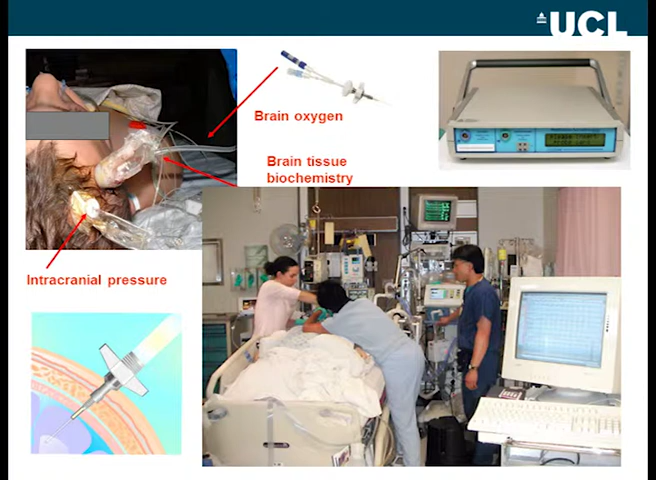 UCL
Brain oxygen
Brain tissue
biochemistry
Intracranial pressure